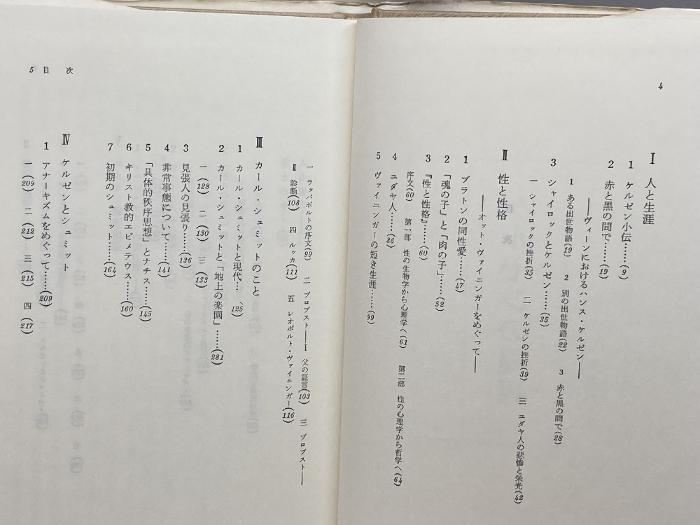 4
Ⅰ 人と生涯
1 ケルゼン小伝……(9)
2 赤と黒の間で……(19)
――ヴィーンにおけるハンス・ケルゼン――
1 ある出世物語(19) 2 別の出世物語(22) 3 赤と黒の間で(28)
3 シャイロックとケルゼン……(35)
一 シャイロックの挫折(35) 二 ケルゼンの挫折(39) 三 ユダヤ人の悲惨と栄光(42)
Ⅱ 性と性格
――オットー・ヴァイニンガーをめぐって――
1 プラトンの同性愛……(47)
2 「魂の子」と「肉の子」……(52)
3 『性と性格』……(60)
序文(60) 第一部 性の生物学から心理学へ(61) 第二部 性の心理学から哲学へ(64)
4 ユダヤ人……(85)
5 ヴァイニンガーの短き生涯……(99)
5 目次
一 ラッパポルトの序文(99) 二 プロブスト―Ⅰ 父の証言(103) 三 プロブスト―
Ⅱ 診断(108) 四 ルッカ(111) 五 レオポルト・ヴァイニンガー(116)
Ⅲ カール・シュミットのこと
1 カール・シュミットと現代…(125)
2 カール・シュミットと「地上の楽園」……(281)
一(128) 二(130) 三(133)
3 見張人の見張り……(136)
4 非常事態について……(141)
5 「具体的秩序思想」とナチス……(145)
6 キリスト教的エピメテウス……(160)
7 初期のシュミット……(164)
Ⅳ ケルゼンとシュミット
1 アナーキズムをめぐって……(209)
一(209) 二(212) 三(215) 四(217)